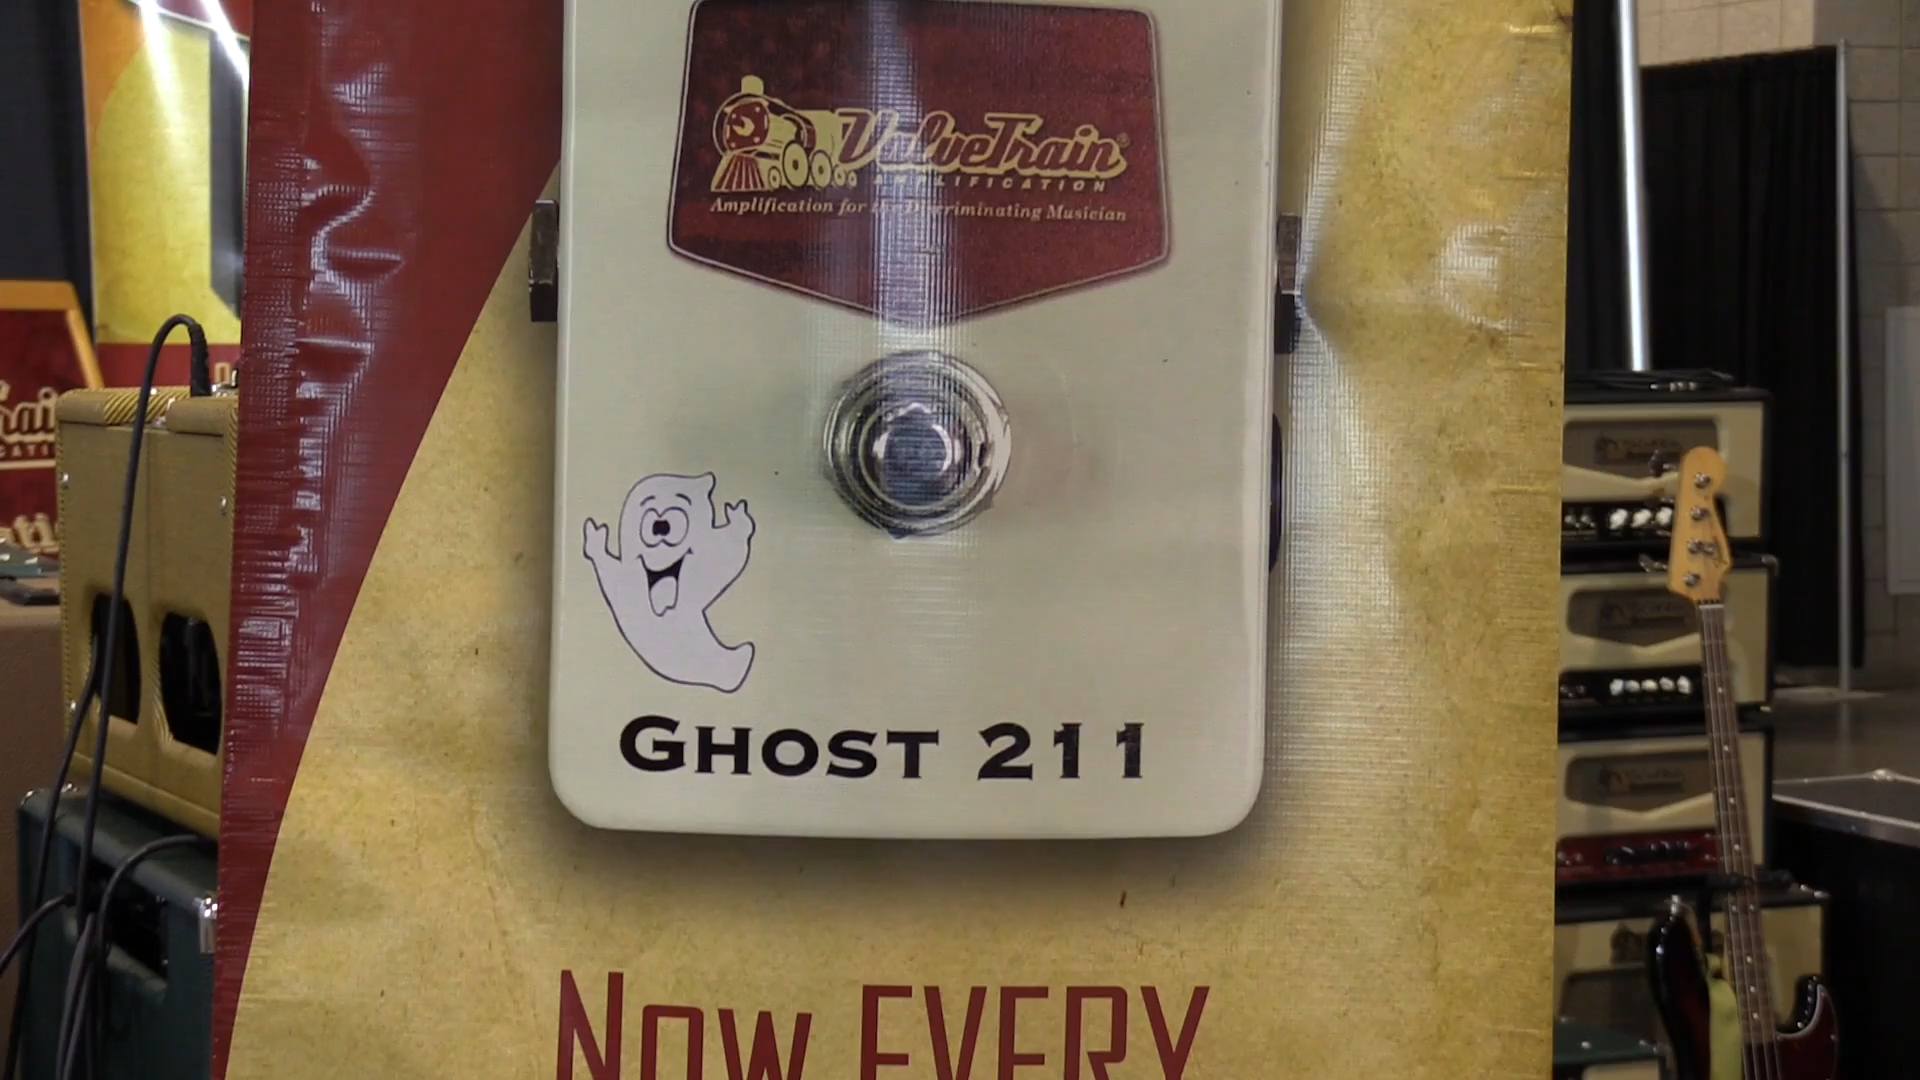 ValveTrain®
AMPLIFICATION
Amplification for the Discriminating Musician
GHOST 211
NOW EVERY